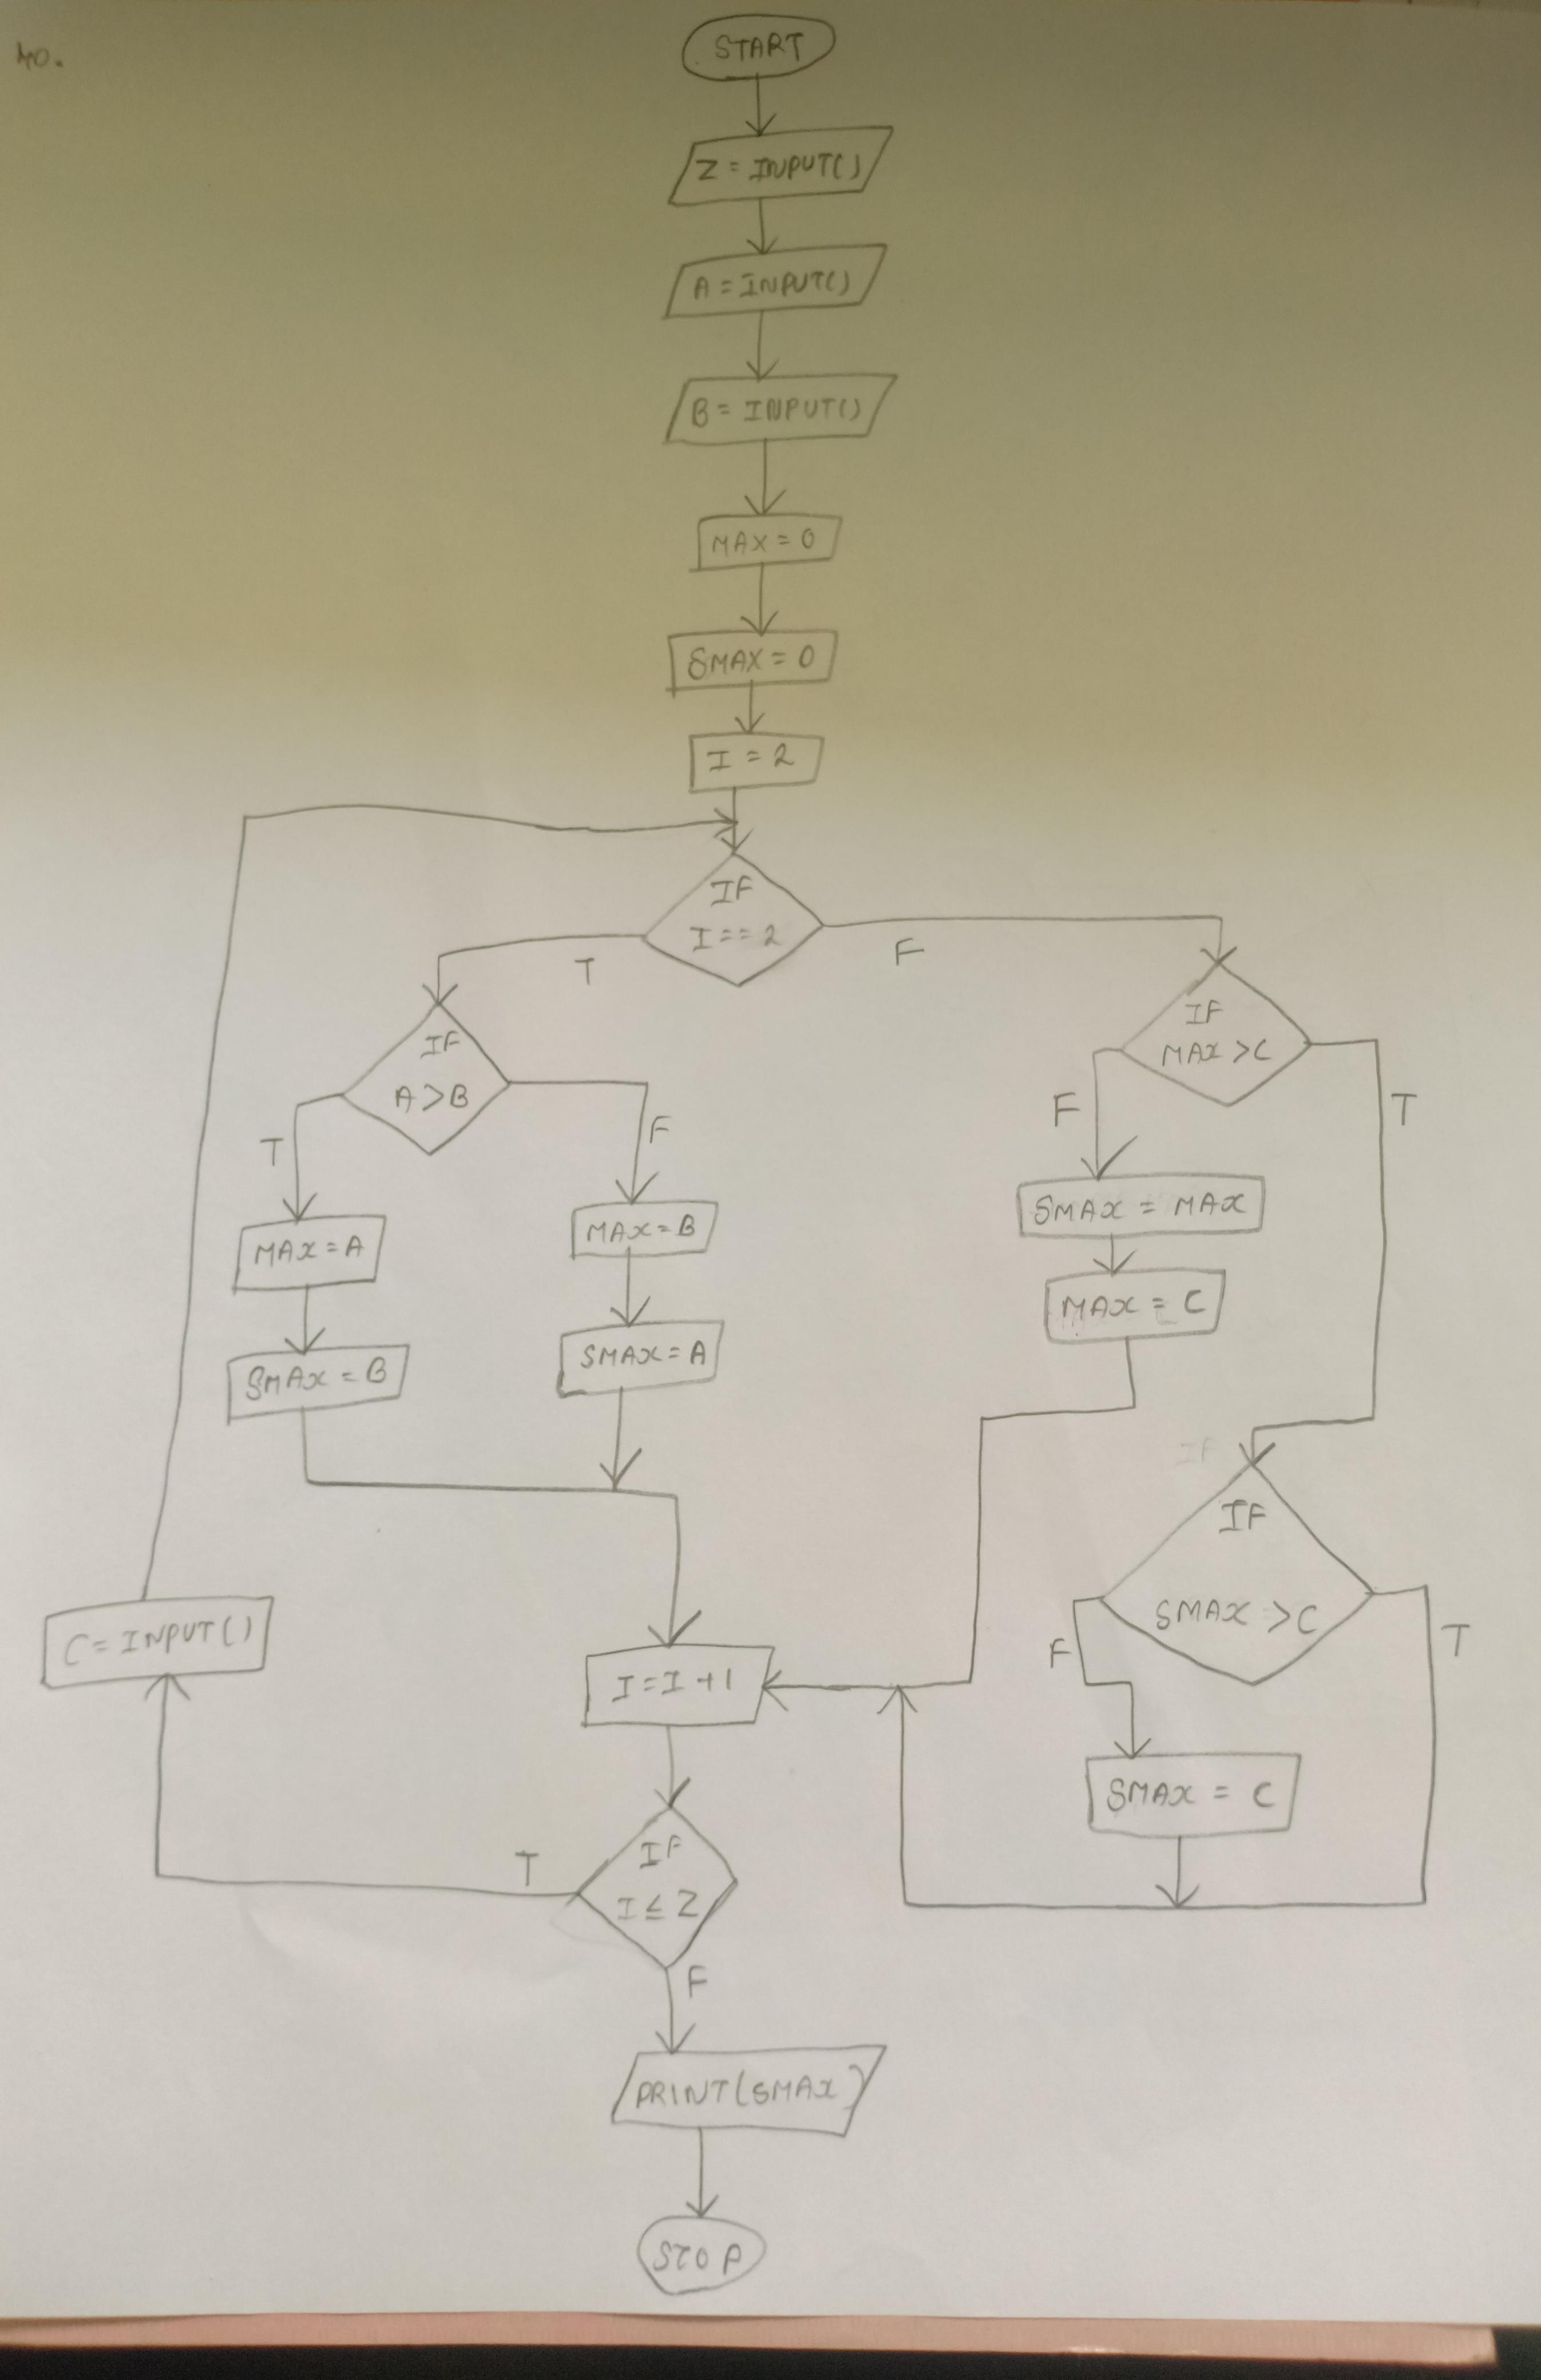 40.
START
Z = INPUT()
A = INPUT()
B = INPUT()
MAX = 0
SMAX = 0
I = 2
IF
I == 2
T
F
IF
A > B
T
F
MAX = A
SMAX = B
MAX = B
SMAX = A
IF
MAX > C
F
T
SMAX = MAX
MAX = C
IF
IF
SMAX > C
F
T
SMAX = C
C = INPUT()
I = I + 1
IF
I ≤ Z
T
F
PRINT(SMAX)
STOP